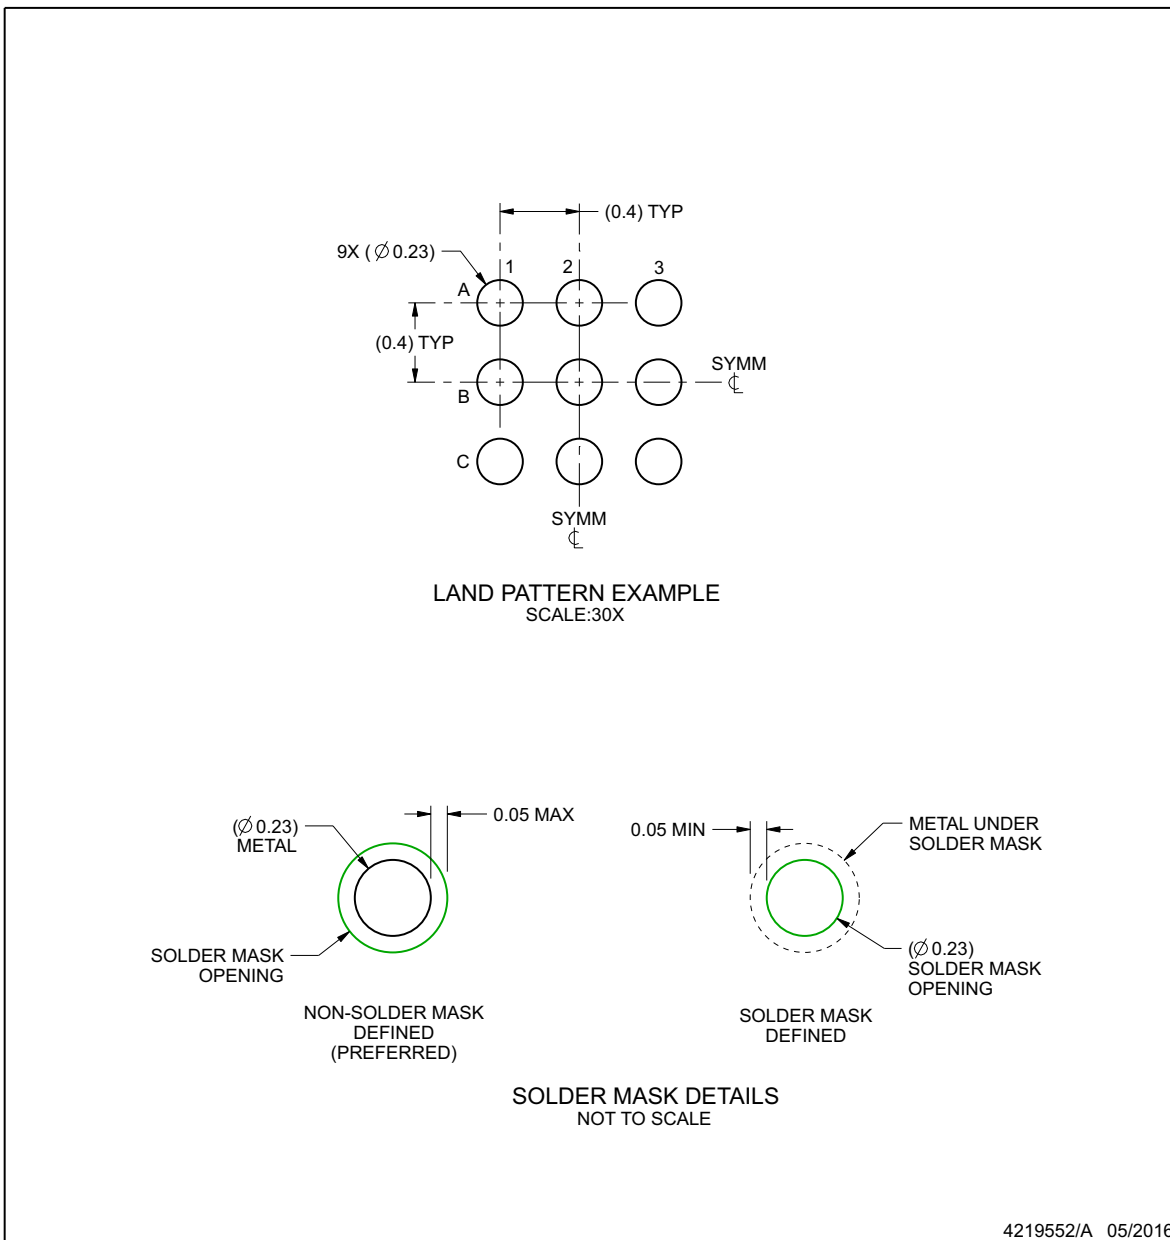 (0.4) TYP
9X (∅0.23)
1
2
3
A
(0.4) TYP
SYMM
℄
B
C
SYMM
℄
LAND PATTERN EXAMPLE
SCALE:30X
(∅0.23)
METAL
0.05 MAX
SOLDER MASK
OPENING
NON-SOLDER MASK
DEFINED
(PREFERRED)
0.05 MIN
METAL UNDER
SOLDER MASK
(∅0.23)
SOLDER MASK
OPENING
SOLDER MASK
DEFINED
SOLDER MASK DETAILS
NOT TO SCALE
4219552/A 05/2016